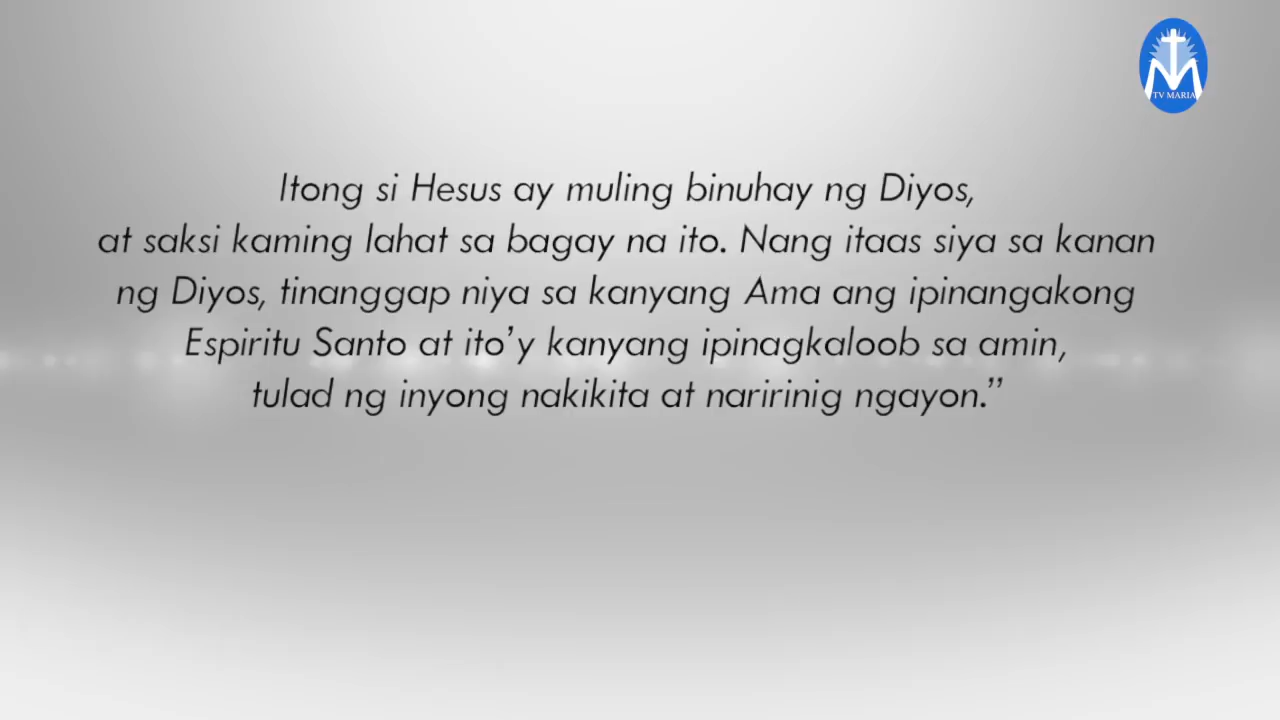 TV MARIA
Itong si Hesus ay muling binuhay ng Diyos,
at saksi kaming lahat sa bagay na ito. Nang itaas siya sa kanan
ng Diyos, tinanggap niya sa kanyang Ama ang ipinangakong
Espiritu Santo at ito’y kanyang ipinagkaloob sa amin,
tulad ng inyong nakikita at naririnig ngayon.”